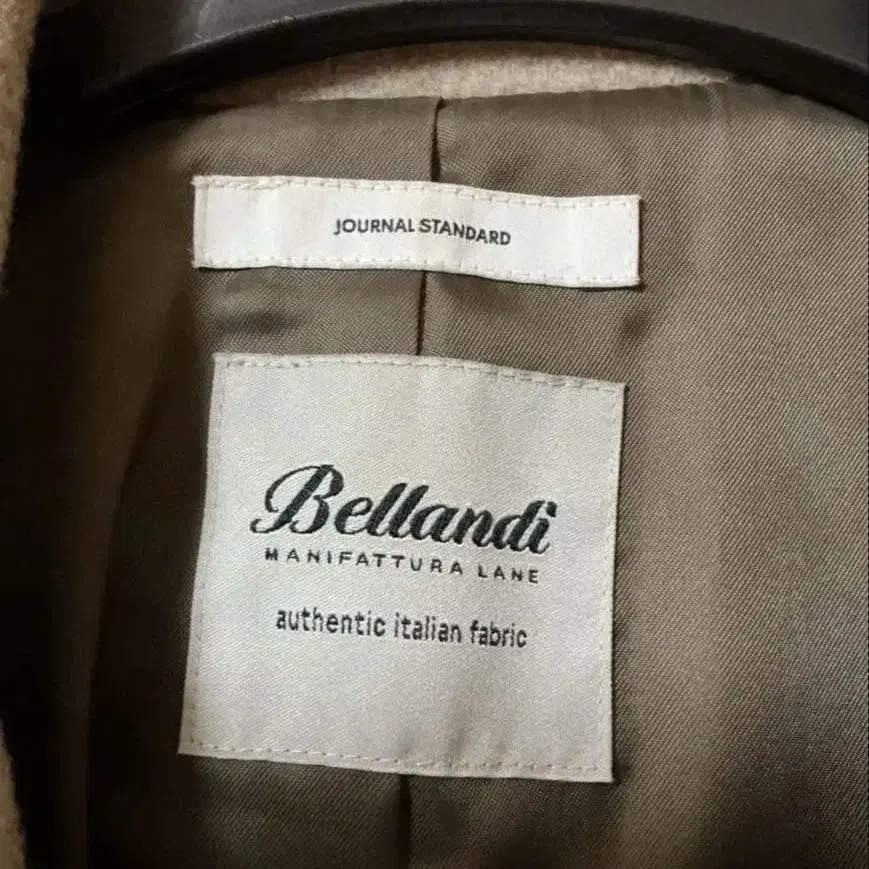 JOURNAL STANDARD
Bellandi
MANIFATTURA LANE
authentic italian fabric